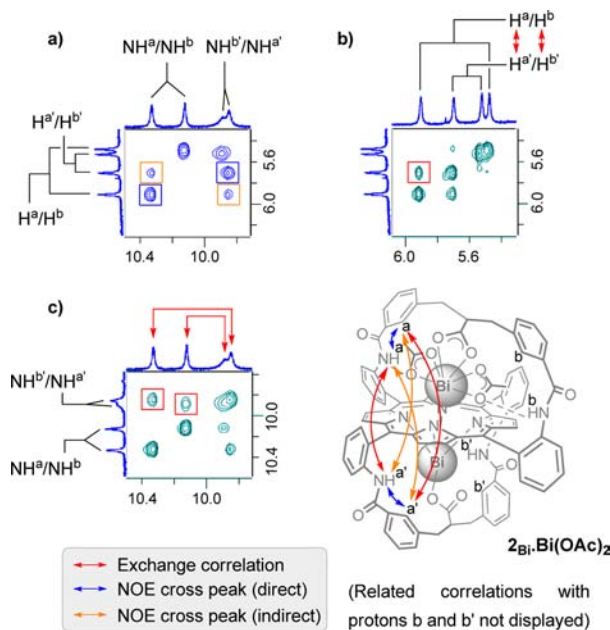 a)
NHᵃ/NHᵇ
NHᵇ'/NHᵃ'
Hᵃ'/Hᵇ'
Hᵃ/Hᵇ
5.6
6.0
10.4
10.0
b)
Hᵃ/Hᵇ
Hᵃ'/Hᵇ'
5.6
6.0
6.0
5.6
c)
NHᵇ'/NHᵃ'
NHᵃ/NHᵇ
10.0
10.4
10.4
10.0
a
a
NH
O
O
O
O
O
Bi
b
O
b
HN
N
N
N
b'
Bi
NH
a'
a'
NH
b'
O
O
O
O
2Bi.Bi(OAc)2
Exchange correlation
NOE cross peak (direct)
NOE cross peak (indirect)
(Related correlations with
protons b and b' not displayed)